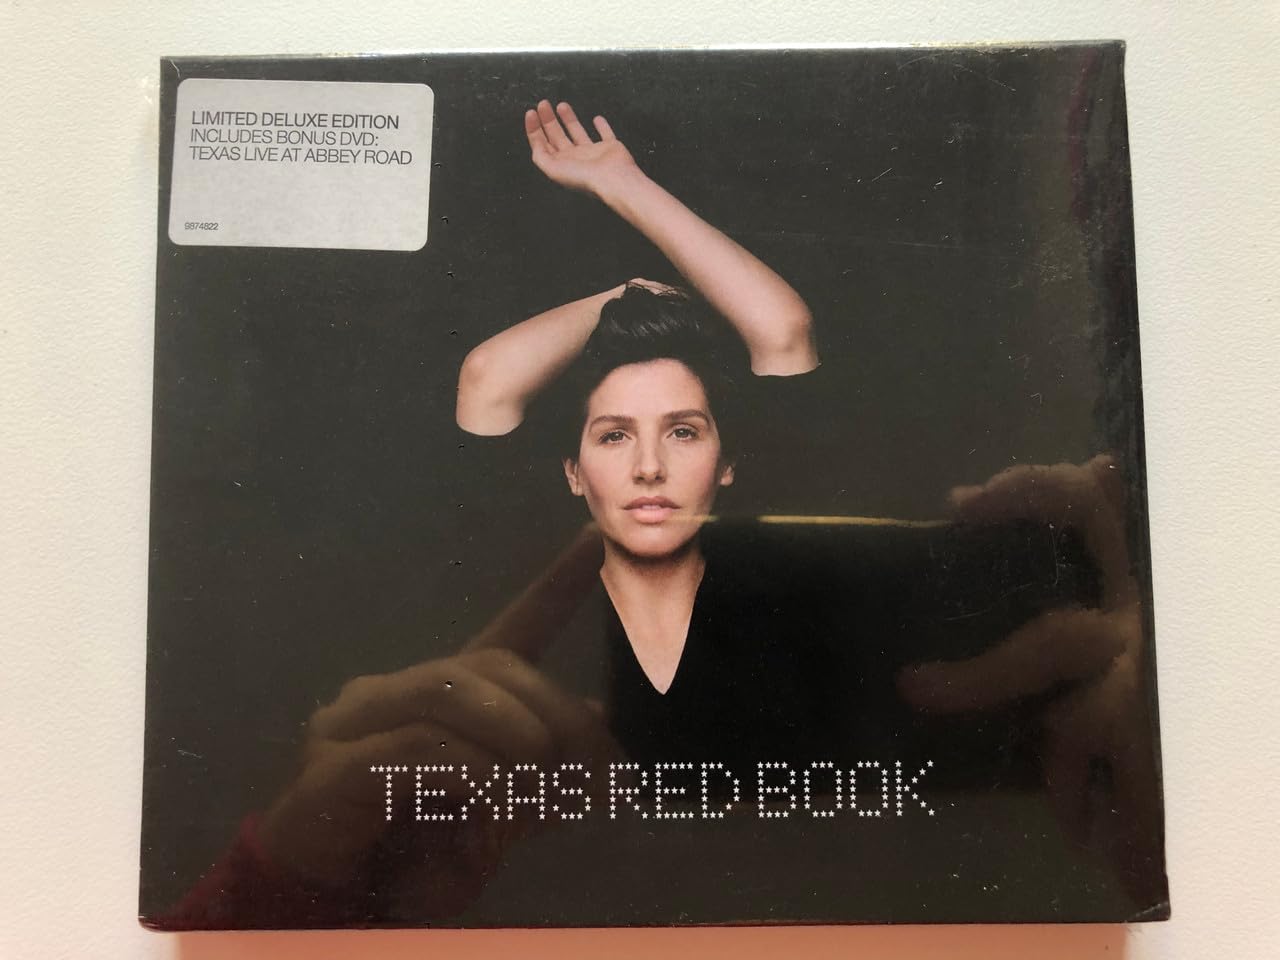 LIMITED DELUXE EDITION
INCLUDES BONUS DVD:
TEXAS LIVE AT ABBEY ROAD
9874822
TEXAS RED BOOK